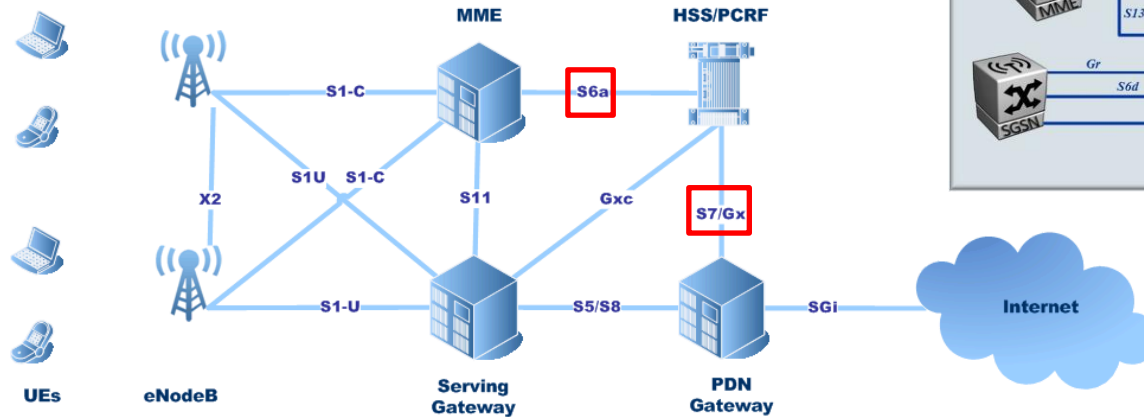 MME
HSS/PCRF
MME
S13
Gr
S6d
SGSN
S1-C
S6a
S1U
S1-C
X2
S11
Gxc
S7/Gx
S1-U
S5/S8
SGi
Internet
UEs
eNodeB
Serving
Gateway
PDN
Gateway